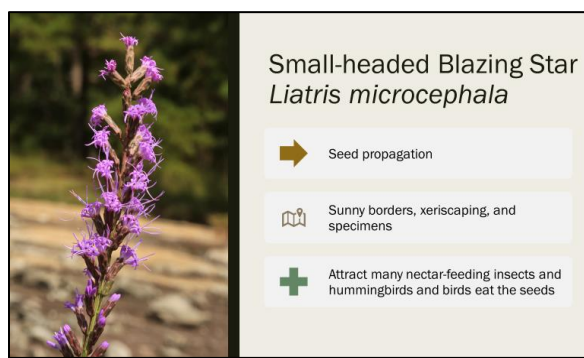 Small-headed Blazing Star
Liatris microcephala
Seed propagation
Sunny borders, xeriscaping, and
specimens
Attract many nectar-feeding insects and
hummingbirds and birds eat the seeds